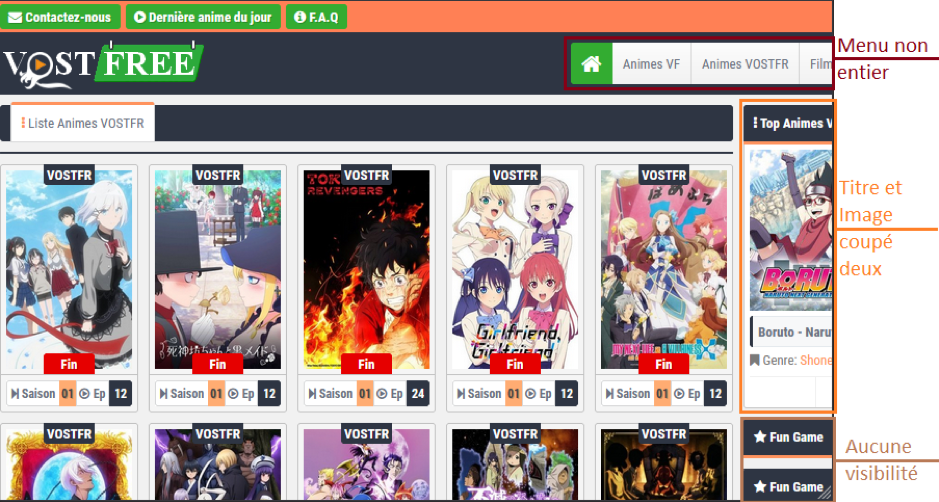 Contactez-nous Dernière anime du jour F.A.Q
VOSTFREE
Animes VF Animes VOSTFR Film
Menu non
entier
Liste Animes VOSTFR
Top Animes V
VOSTFR VOSTFR VOSTFR VOSTFR VOSTFR
TOKYO
REVENGERS
死神坊ちゃんと黒メイド
Girlfriend,
Girlfriend
BORUTO
NARUTO NEXT GENERATIONS
Fin Fin Fin Fin
Titre et
Image
coupé
deux
Boruto - Naru
Genre: Shone
Saison 01 Ep 12 Saison 01 Ep 12 Saison 01 Ep 24 Saison 01 Ep 12 Saison 01 Ep 12
VOSTFR VOSTFR VOSTFR VOSTFR VOSTFR
Fun Game
Fun Game
Aucune
visibilité